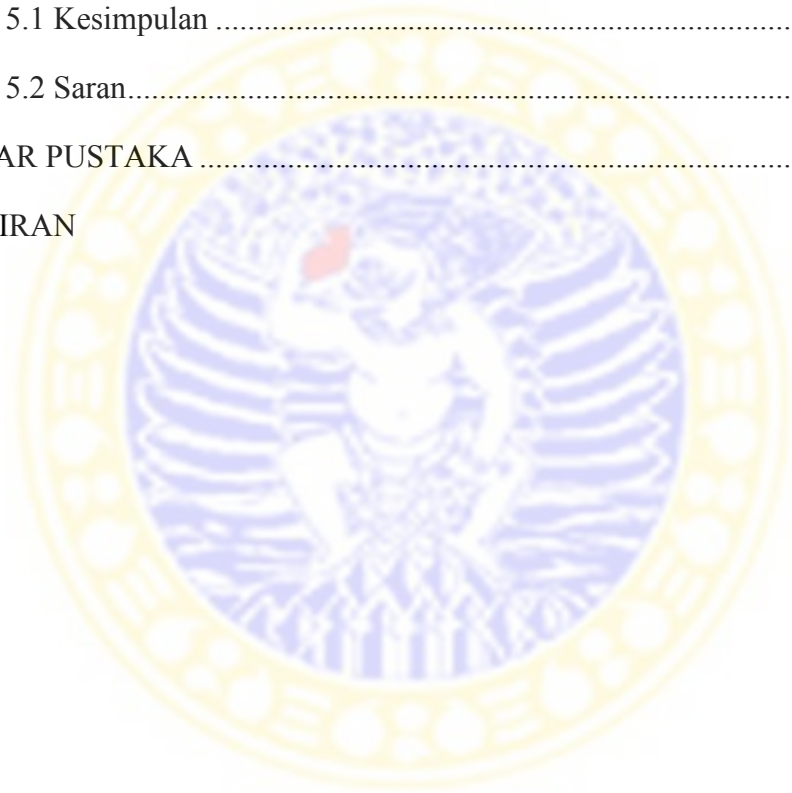 5.1 Kesimpulan ..........................................................................
5.2 Saran.....................................................................................
AR PUSTAKA ...........................................................................
IRAN